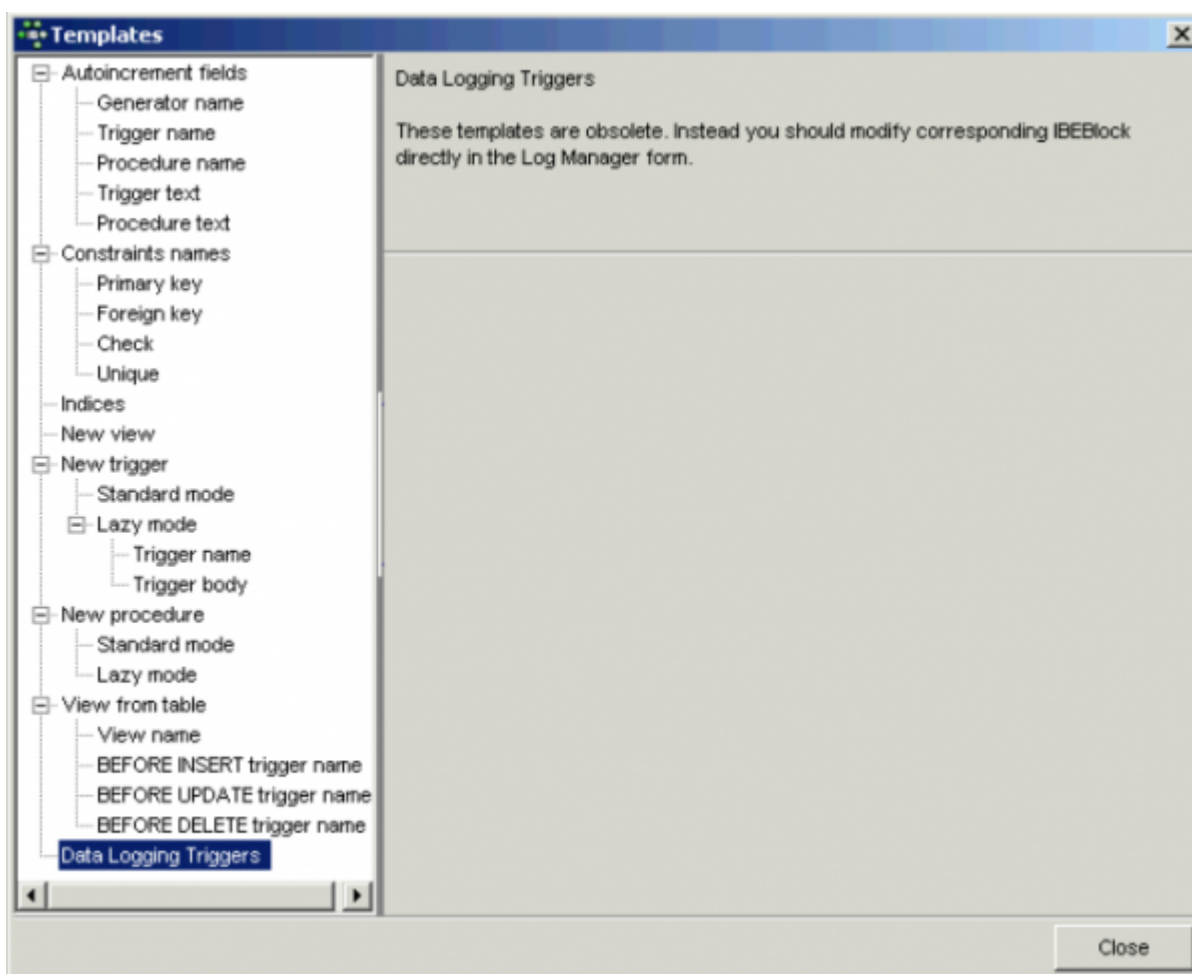 Templates
Autoincrement fields
Generator name
Trigger name
Procedure name
Trigger text
Procedure text
Constraints names
Primary key
Foreign key
Check
Unique
Indices
New view
New trigger
Standard mode
Lazy mode
Trigger name
Trigger body
New procedure
Standard mode
Lazy mode
View from table
View name
BEFORE INSERT trigger name
BEFORE UPDATE trigger name
BEFORE DELETE trigger name
Data Logging Triggers
Data Logging Triggers
These templates are obsolete. Instead you should modify corresponding IBEBlock
directly in the Log Manager form.
Close